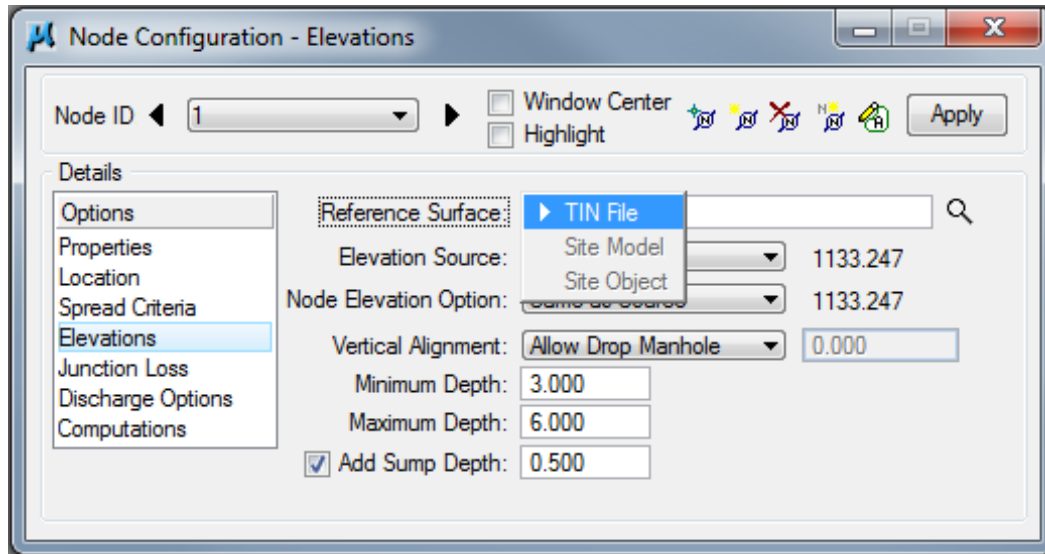 Node Configuration - Elevations
Node ID 1 Window Center Apply
Highlight
Details
Options
Properties
Location
Spread Criteria
Elevations
Junction Loss
Discharge Options
Computations
Reference Surface: TIN File
Site Model
Site Object
Elevation Source: 1133.247
Node Elevation Option: Same as Source 1133.247
Vertical Alignment: Allow Drop Manhole 0.000
Minimum Depth: 3.000
Maximum Depth: 6.000
Add Sump Depth: 0.500